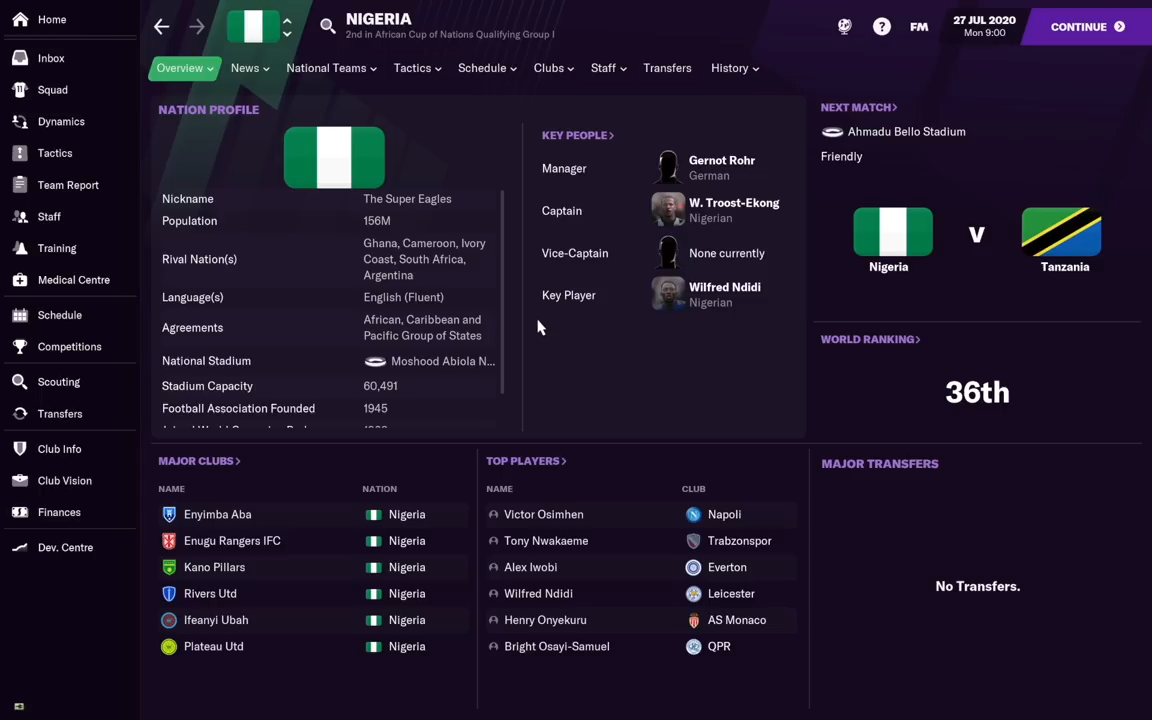 Home
Inbox
Squad
Dynamics
Tactics
Team Report
Staff
Training
Medical Centre
Schedule
Competitions
Scouting
Transfers
Club Info
Club Vision
Finances
Dev. Centre
NIGERIA
2nd in African Cup of Nations Qualifying Group I
? FM
27 JUL 2020
Mon 9:00
CONTINUE
Overview News National Teams Tactics Schedule Clubs Staff Transfers History
NATION PROFILE
Nickname The Super Eagles
Population 156M
Rival Nation(s) Ghana, Cameroon, Ivory
Coast, South Africa,
Argentina
Language(s) English (Fluent)
Agreements African, Caribbean and
Pacific Group of States
National Stadium Moshood Abiola N...
Stadium Capacity 60,491
Football Association Founded 1945
KEY PEOPLE>
Manager Gernot Rohr
German
Captain W. Troost-Ekong
Nigerian
Vice-Captain None currently
Key Player Wilfred Ndidi
Nigerian
NEXT MATCH>
Ahmadu Bello Stadium
Friendly
V
Nigeria Tanzania
WORLD RANKING>
36th
MAJOR CLUBS>
NAME NATION
Enyimba Aba Nigeria
Enugu Rangers IFC Nigeria
Kano Pillars Nigeria
Rivers Utd Nigeria
Ifeanyi Ubah Nigeria
Plateau Utd Nigeria
TOP PLAYERS>
NAME CLUB
Victor Osimhen Napoli
Tony Nwakaeme Trabzonspor
Alex Iwobi Everton
Wilfred Ndidi Leicester
Henry Onyekuru AS Monaco
Bright Osayi-Samuel QPR
MAJOR TRANSFERS
No Transfers.